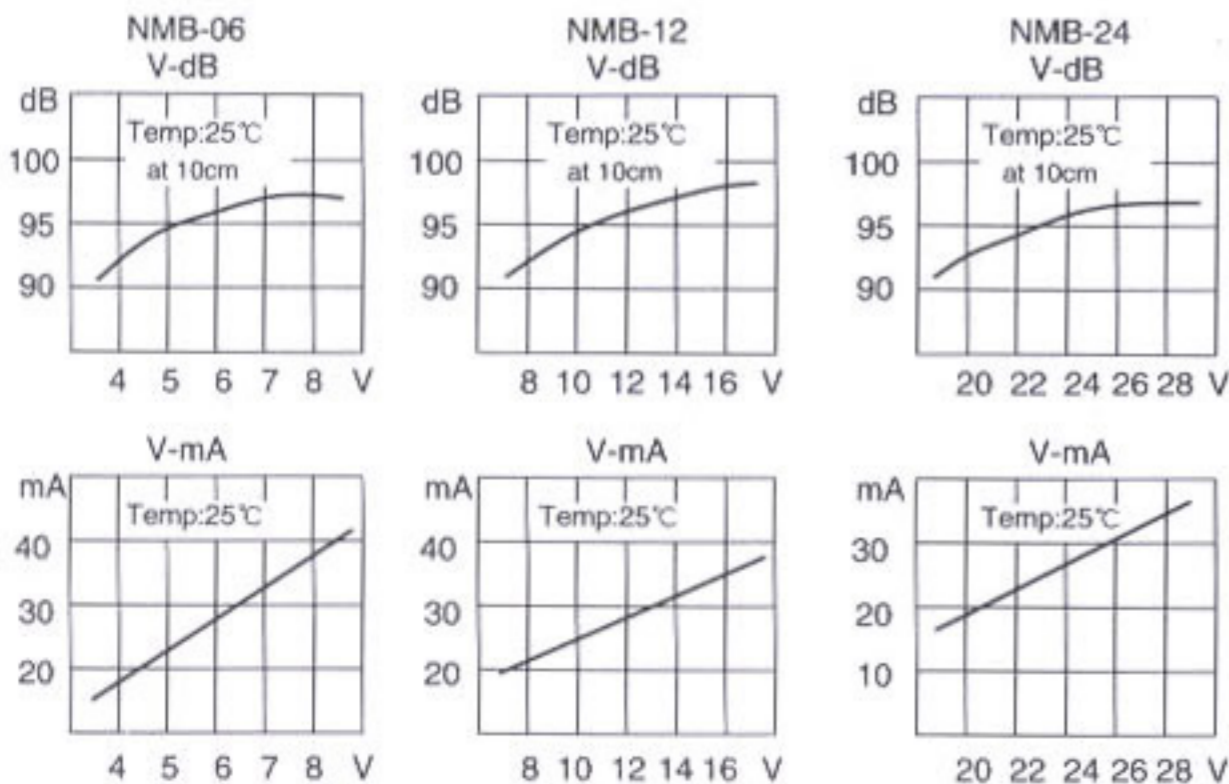 NMB-06
V-dB
dB
Temp:25℃
at 10cm
100
95
90
4 5 6 7 8 V
NMB-12
V-dB
dB
Temp:25℃
at 10cm
100
95
90
8 10 12 14 16 V
NMB-24
V-dB
dB
Temp:25℃
at 10cm
100
95
90
20 22 24 26 28 V
V-mA
mA
Temp:25℃
40
30
20
4 5 6 7 8 V
V-mA
mA
Temp:25℃
40
30
20
8 10 12 14 16 V
V-mA
mA
Temp:25℃
30
20
10
20 22 24 26 28 V